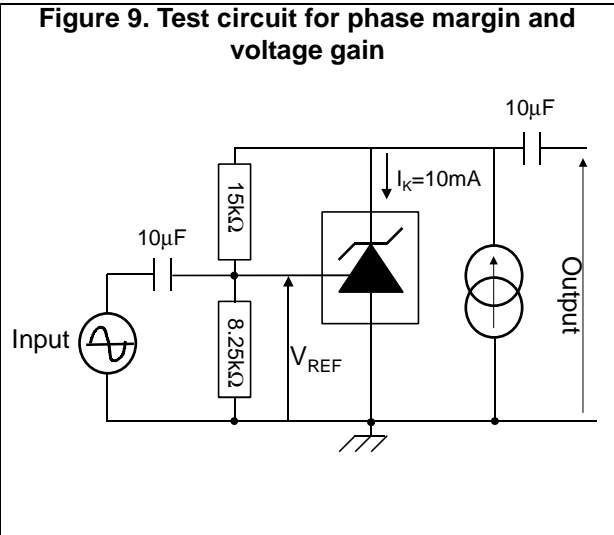 Figure 9. Test circuit for phase margin and
voltage gain
10μF
I_K=10mA
15kΩ
10μF
Output
Input
8.25kΩ
V_REF